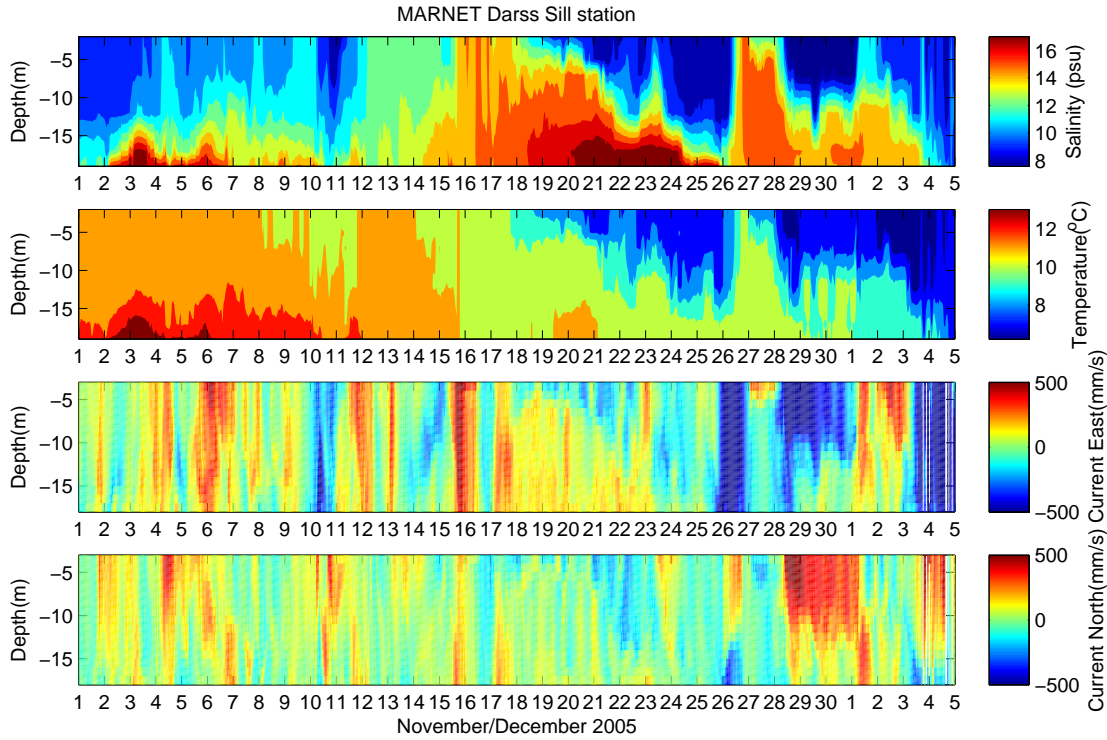 MARNET Darss Sill station
Depth(m)
−5
−10
−15
1 2 3 4 5 6 7 8 9 10 11 12 13 14 15 16 17 18 19 20 21 22 23 24 25 26 27 28 29 30 1 2 3 4 5
16
14
12
10
8
Salinity (psu)
Depth(m)
−5
−10
−15
1 2 3 4 5 6 7 8 9 10 11 12 13 14 15 16 17 18 19 20 21 22 23 24 25 26 27 28 29 30 1 2 3 4 5
12
10
8
Temperature(⁰C)
Depth(m)
−5
−10
−15
1 2 3 4 5 6 7 8 9 10 11 12 13 14 15 16 17 18 19 20 21 22 23 24 25 26 27 28 29 30 1 2 3 4 5
500
0
−500
Current East(mm/s)
Depth(m)
−5
−10
−15
1 2 3 4 5 6 7 8 9 10 11 12 13 14 15 16 17 18 19 20 21 22 23 24 25 26 27 28 29 30 1 2 3 4 5
500
0
−500
Current North(mm/s)
November/December 2005